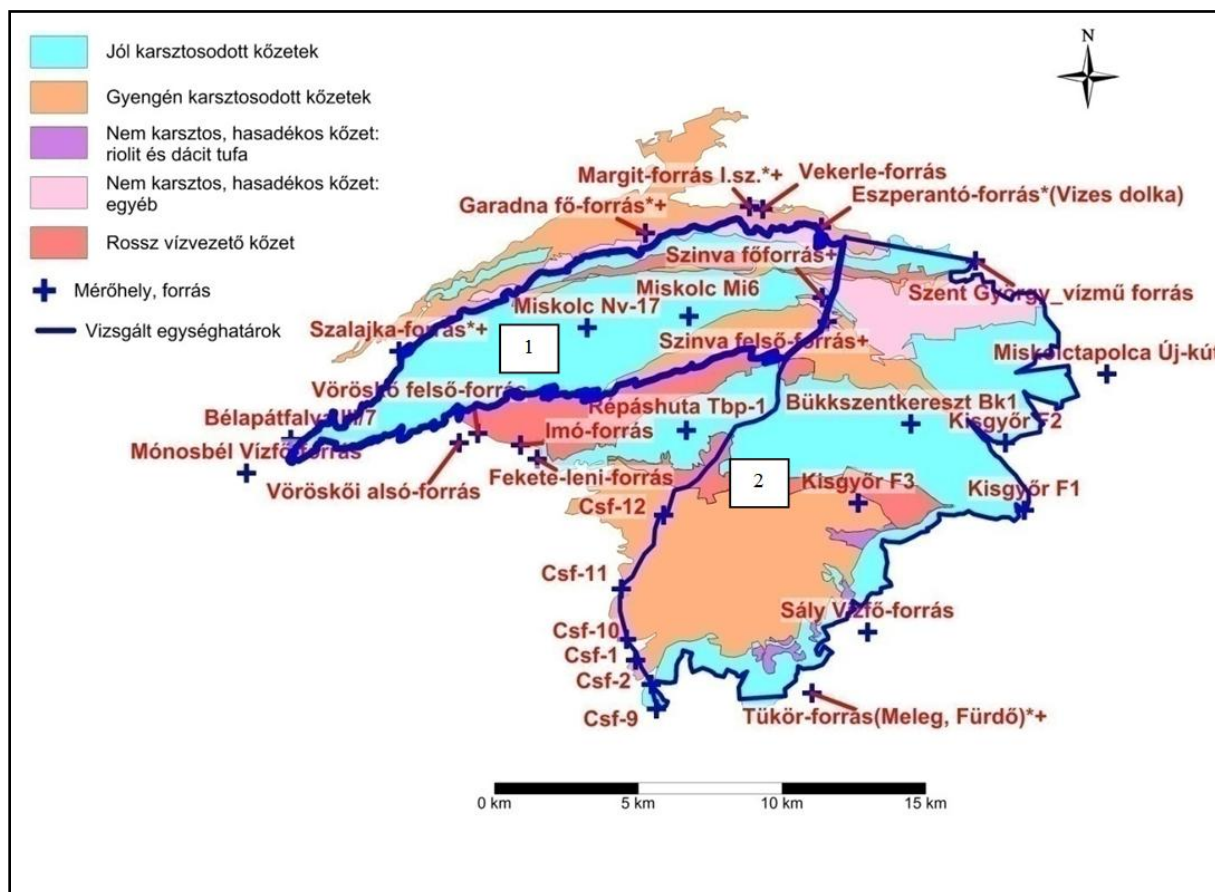 Jól karsztosodott kőzetek
Gyengén karsztosodott kőzetek
Nem karsztos, hasadékos kőzet:
riolit és dácit tufa
Nem karsztos, hasadékos kőzet:
egyéb
Rossz vízvezető kőzet
Mérőhely, forrás
Vizsgált egységhatárok
N
Margit-forrás I.sz.*+
Vekerle-forrás
Garadna fő-forrás*+
Eszperantó-forrás*(Vizes dolka)
Szinva főforrás+
Miskolc Mi6
Szent György_vízmű forrás
Miskolc Nv-17
Szalajka-forrás*+
1
Szinva felső-forrás+
Miskolctapolca Új-kút
Vöröskő felső-forrás
Répáshuta Tbp-1
Bükkszentkereszt Bk1
Bélapátfalva
Kisgyőr F2
Imó-forrás
Mónosbél Vízfő-forrás
Vöröskői alsó-forrás
Fekete-leni-forrás
2
Kisgyőr F3
Kisgyőr F1
Csf-12
Csf-11
Sály Vízfő-forrás
Csf-10
Csf-1
Csf-2
Csf-9
Tükör-forrás(Meleg, Fürdő)*+
0 km
5 km
10 km
15 km